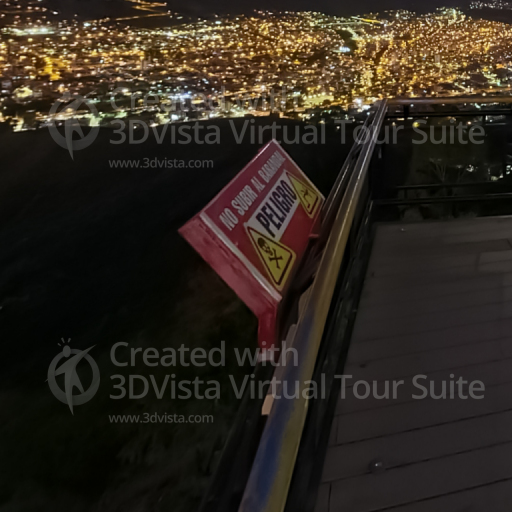 Created with
3DVista Virtual Tour Suite
www.3dvista.com
NO SUBIR AL BARANDAL
PELIGRO
Created with
3DVista Virtual Tour Suite
www.3dvista.com